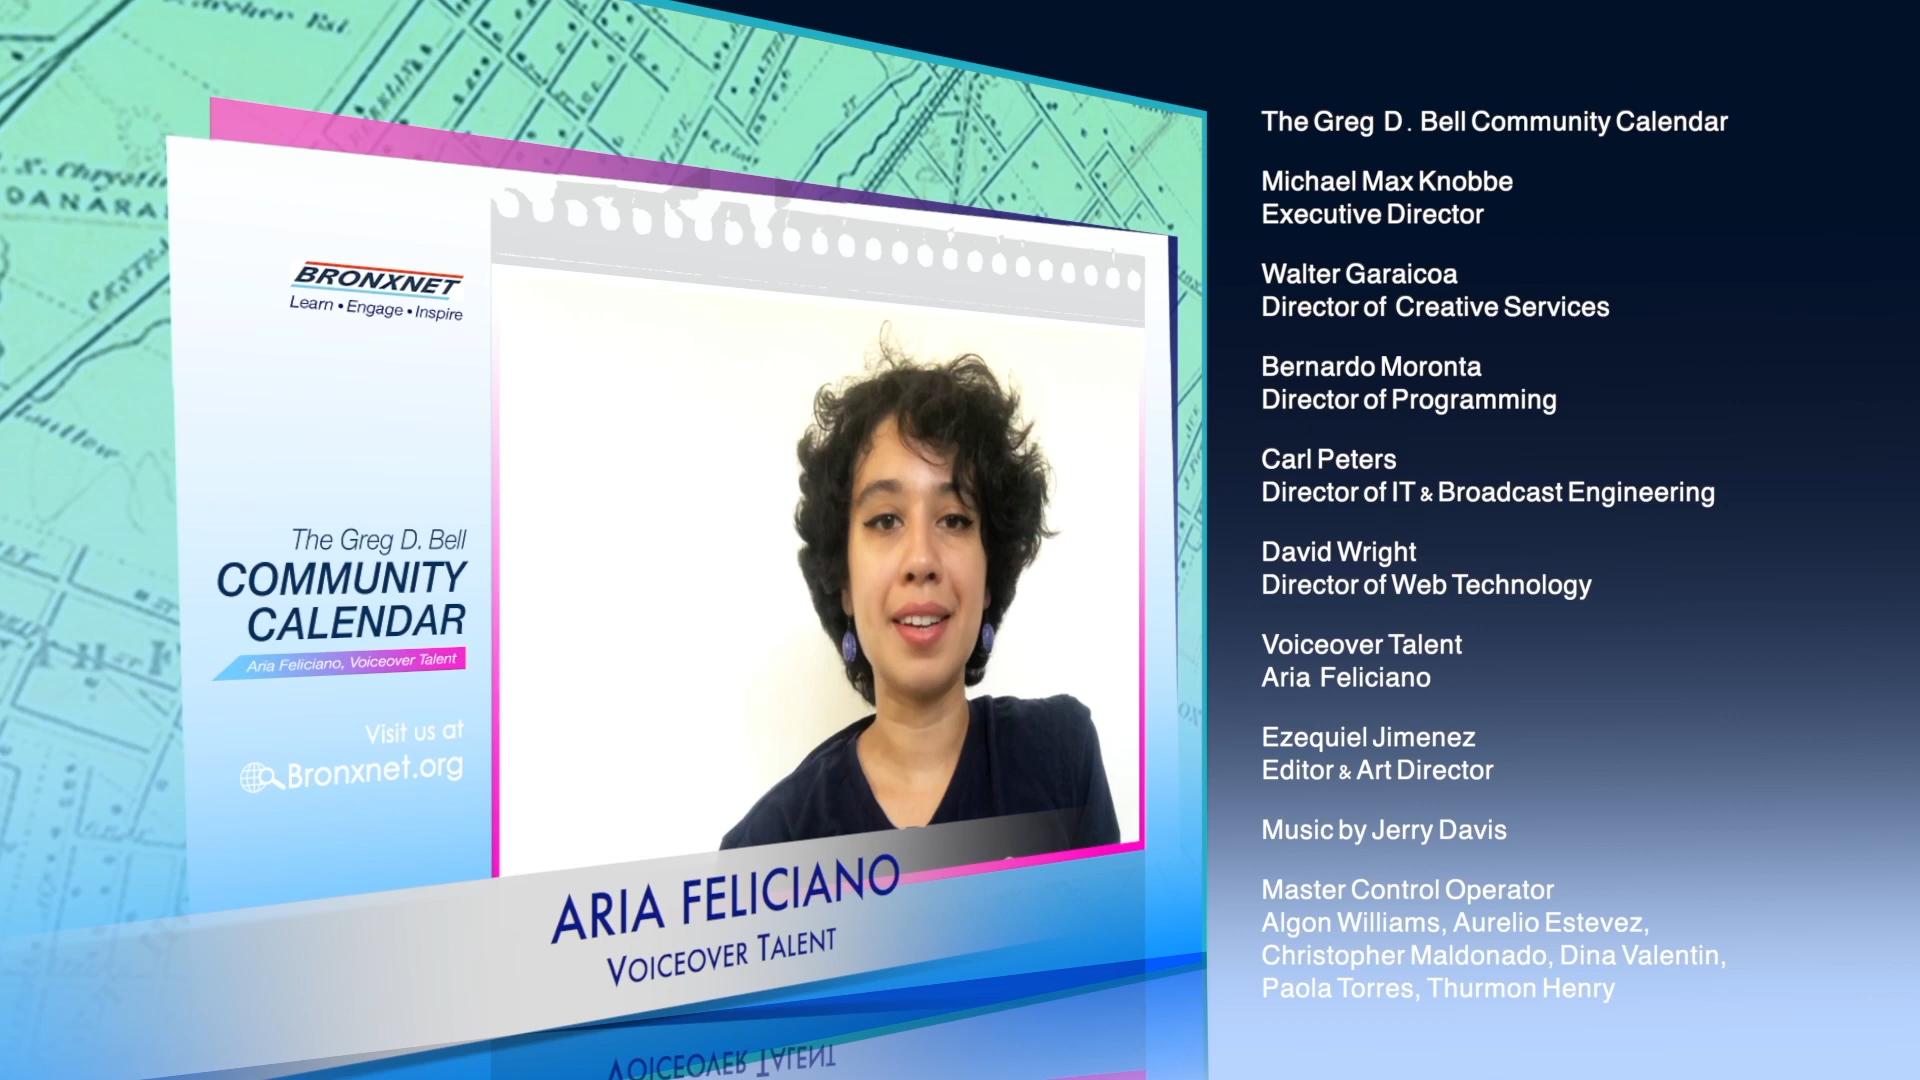 BRONXNET
Learn • Engage • Inspire
The Greg D. Bell
COMMUNITY
CALENDAR
Aria Feliciano, Voiceover Talent
Visit us at
Bronxnet.org
ARIA FELICIANO
VOICEOVER TALENT
VOICEOVER TALENT
The Greg D. Bell Community Calendar
Michael Max Knobbe
Executive Director
Walter Garaicoa
Director of Creative Services
Bernardo Moronta
Director of Programming
Carl Peters
Director of IT & Broadcast Engineering
David Wright
Director of Web Technology
Voiceover Talent
Aria Feliciano
Ezequiel Jimenez
Editor & Art Director
Music by Jerry Davis
Master Control Operator
Algon Williams, Aurelio Estevez,
Christopher Maldonado, Dina Valentin,
Paola Torres, Thurmon Henry